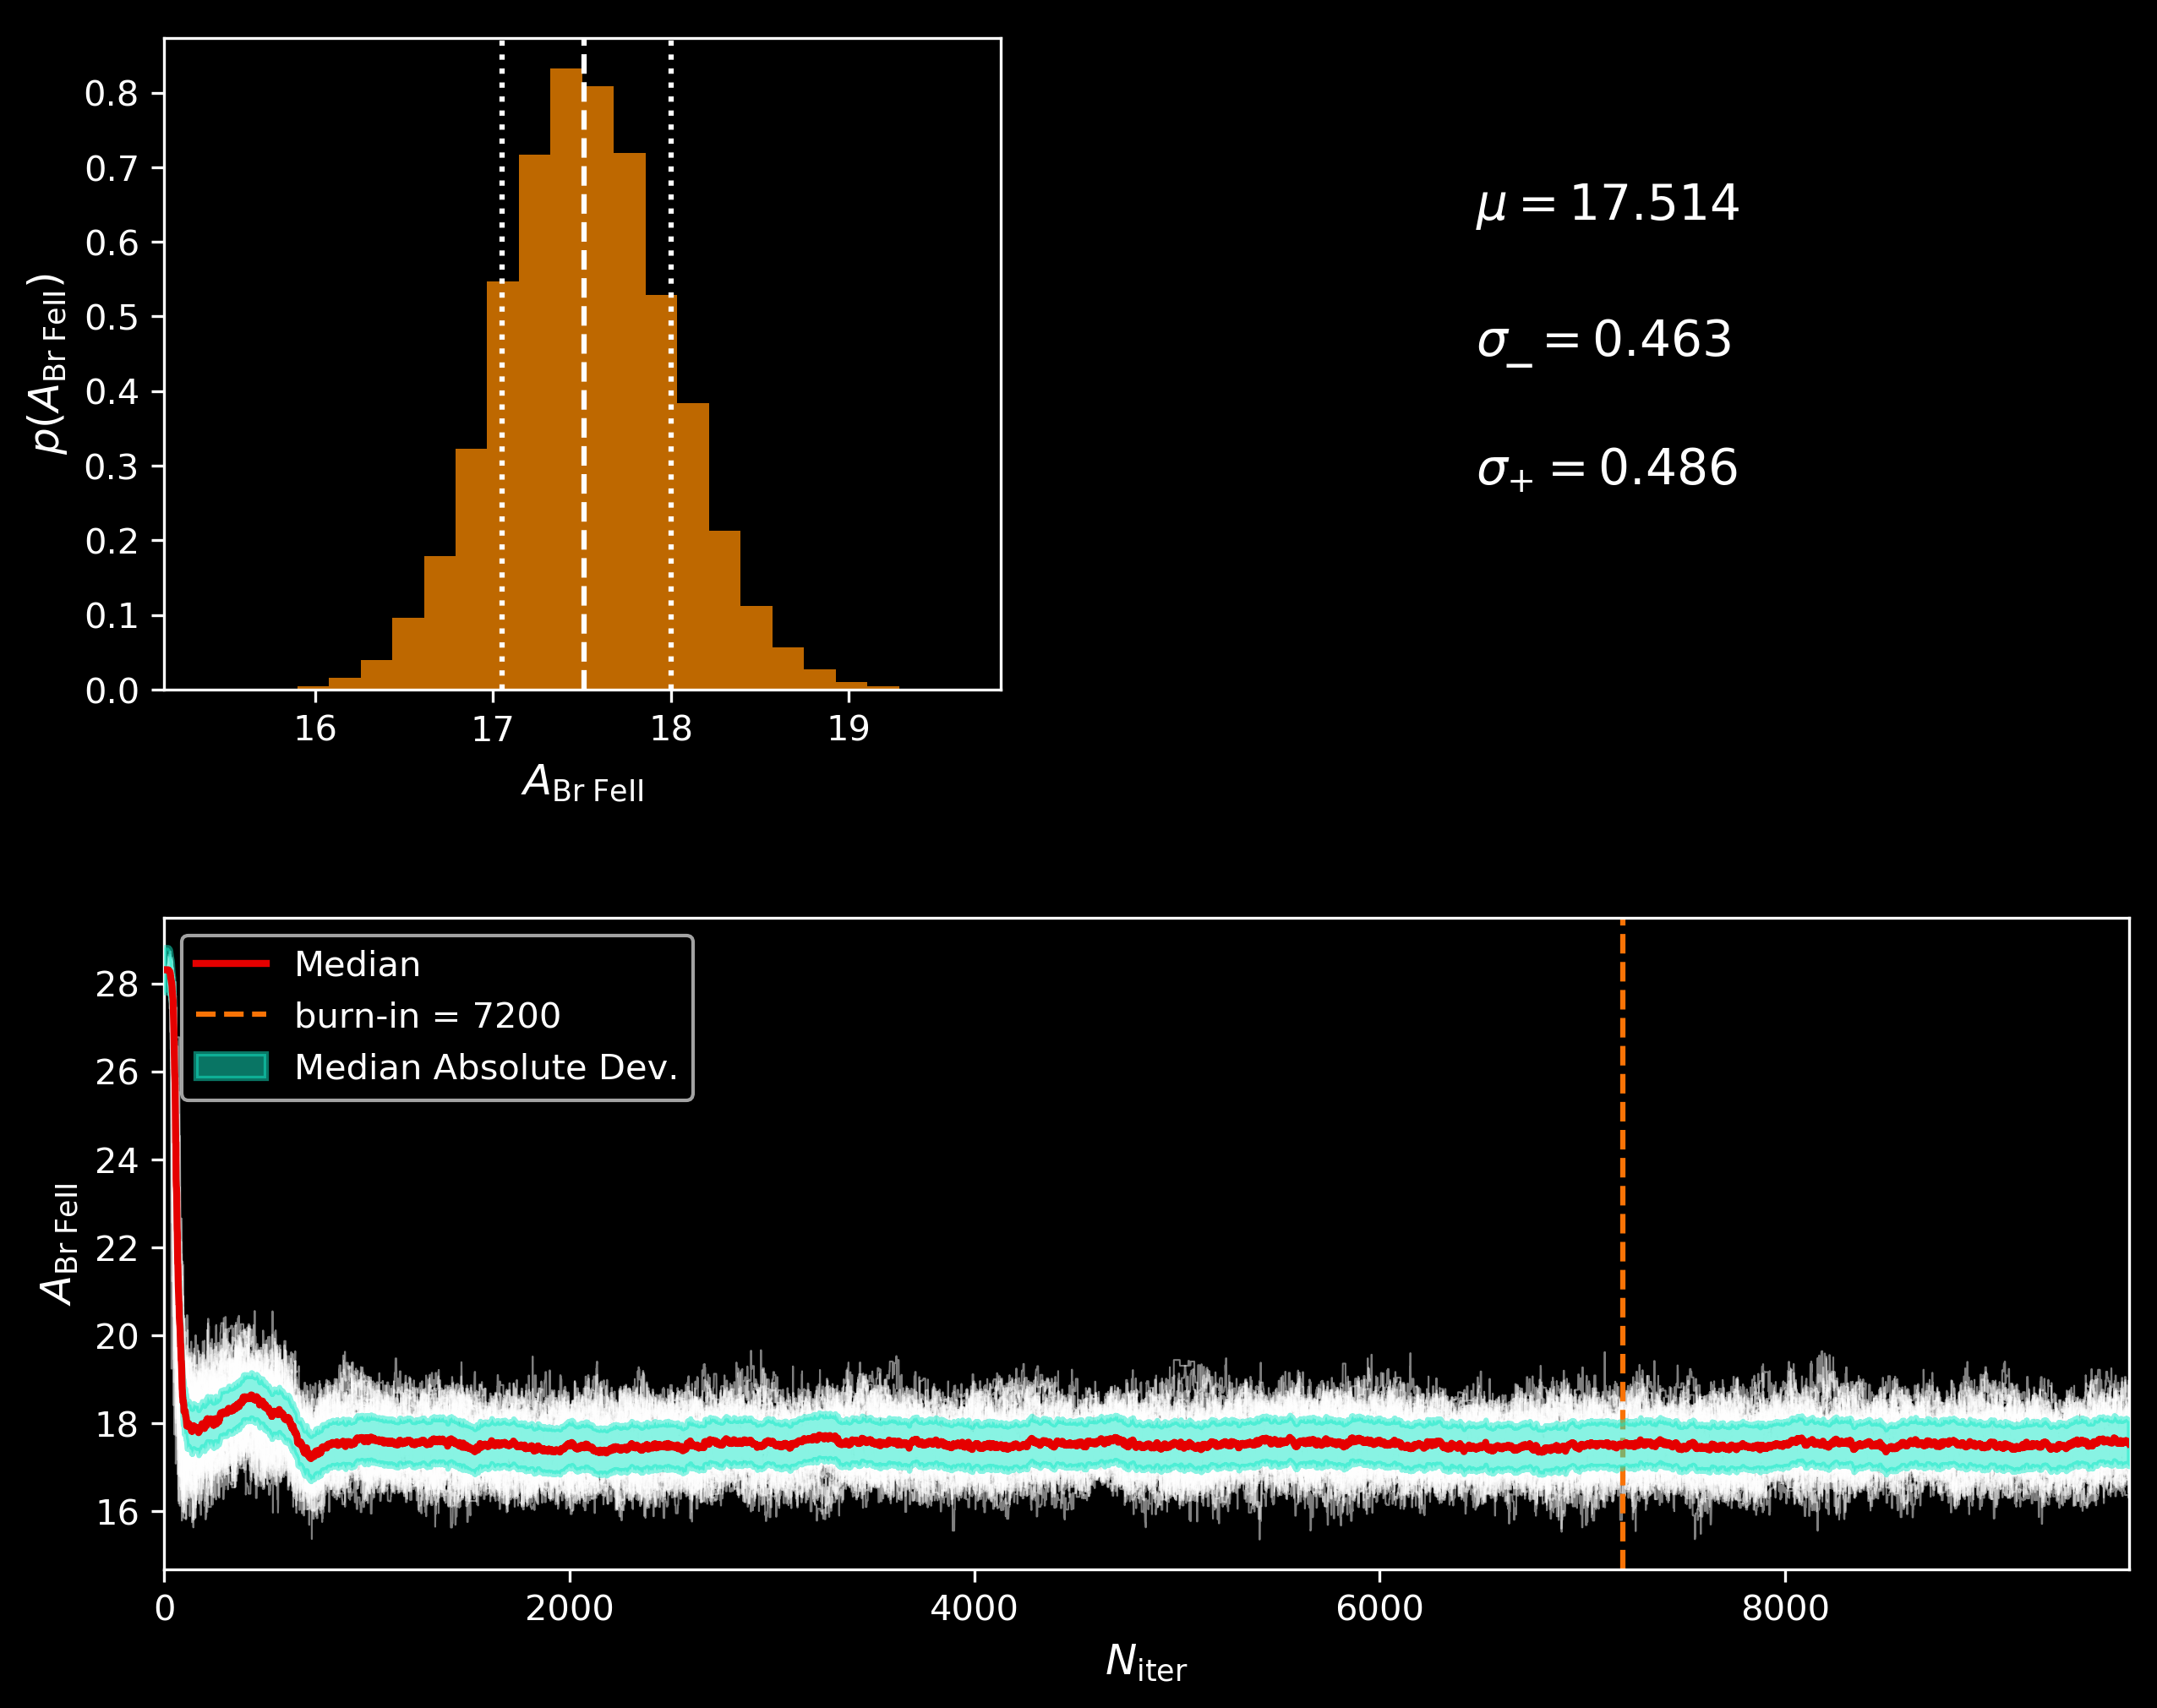 0.8
0.7
0.6
0.5
0.4
0.3
0.2
0.1
0.0
p(A_Br FeII)
16 17 18 19
A_Br FeII
μ = 17.514
σ_− = 0.463
σ_+ = 0.486
Median
burn-in = 7200
Median Absolute Dev.
28
26
24
22
20
18
16
A_Br FeII
0 2000 4000 6000 8000
N_iter